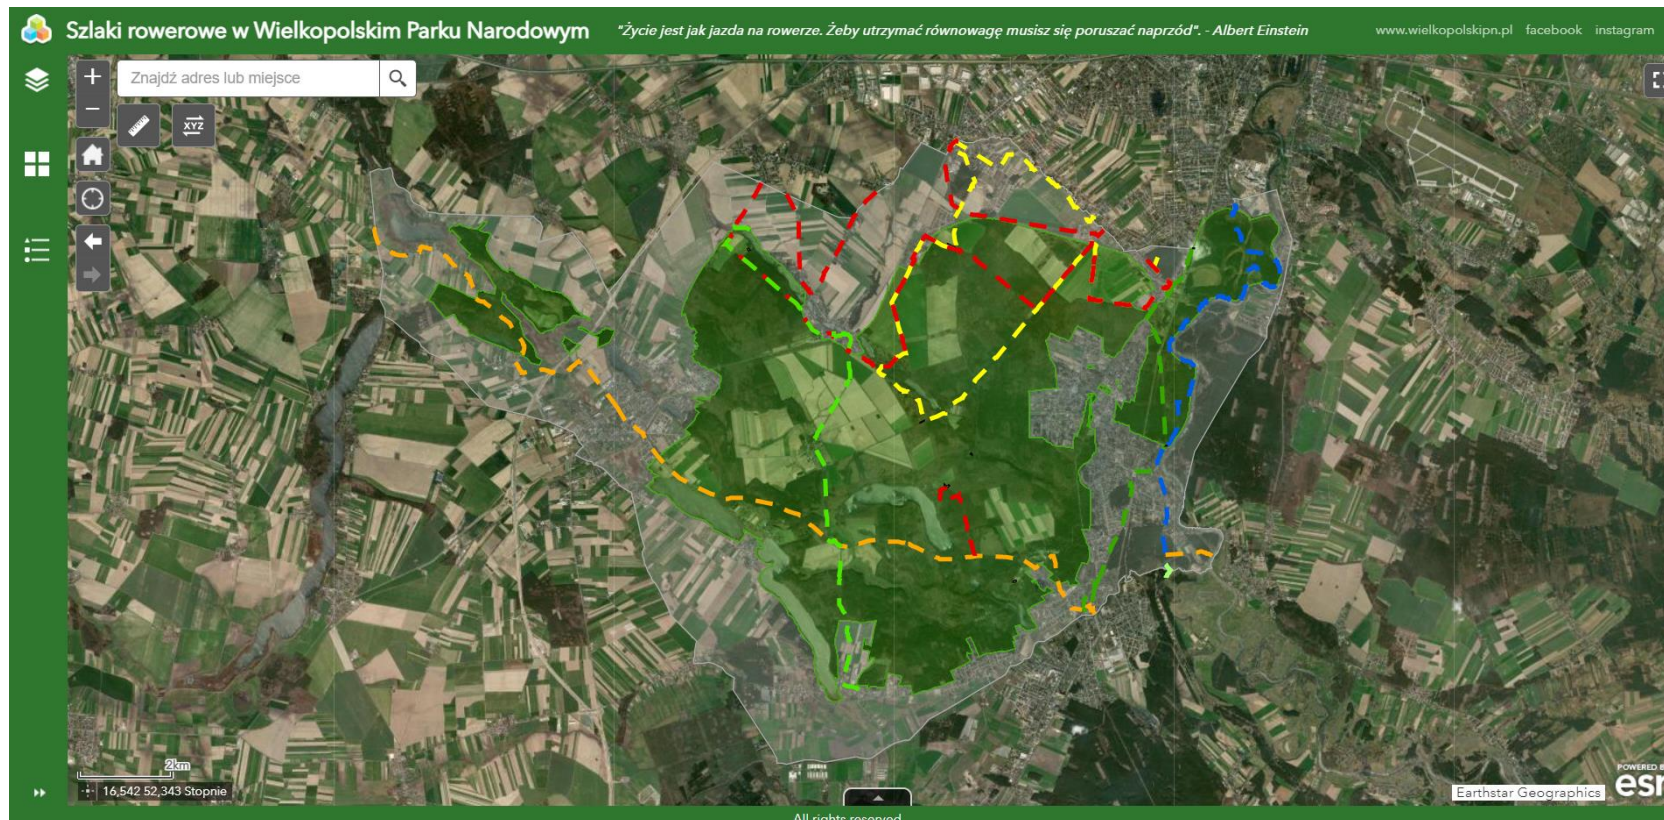 Szlaki rowerowe w Wielkopolskim Parku Narodowym
"Życie jest jak jazda na rowerze. Żeby utrzymać równowagę musisz się poruszać naprzód". - Albert Einstein
www.wielkopolskipn.pl facebook instagram
+
Znajdź adres lub miejsce
−
XYZ
2km
16,542 52,343 Stopnie
POWERED BY
esri
Earthstar Geographics
All rights reserved